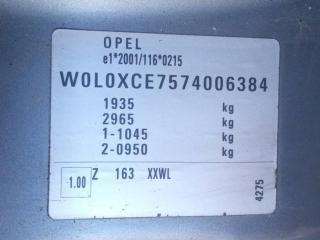 OPEL
e1*2001/116*0215
W0L0XCE7574006384
1935 kg
2965 kg
1-1045 kg
2-0950 kg
1.00 Z 163 XXWL
4275